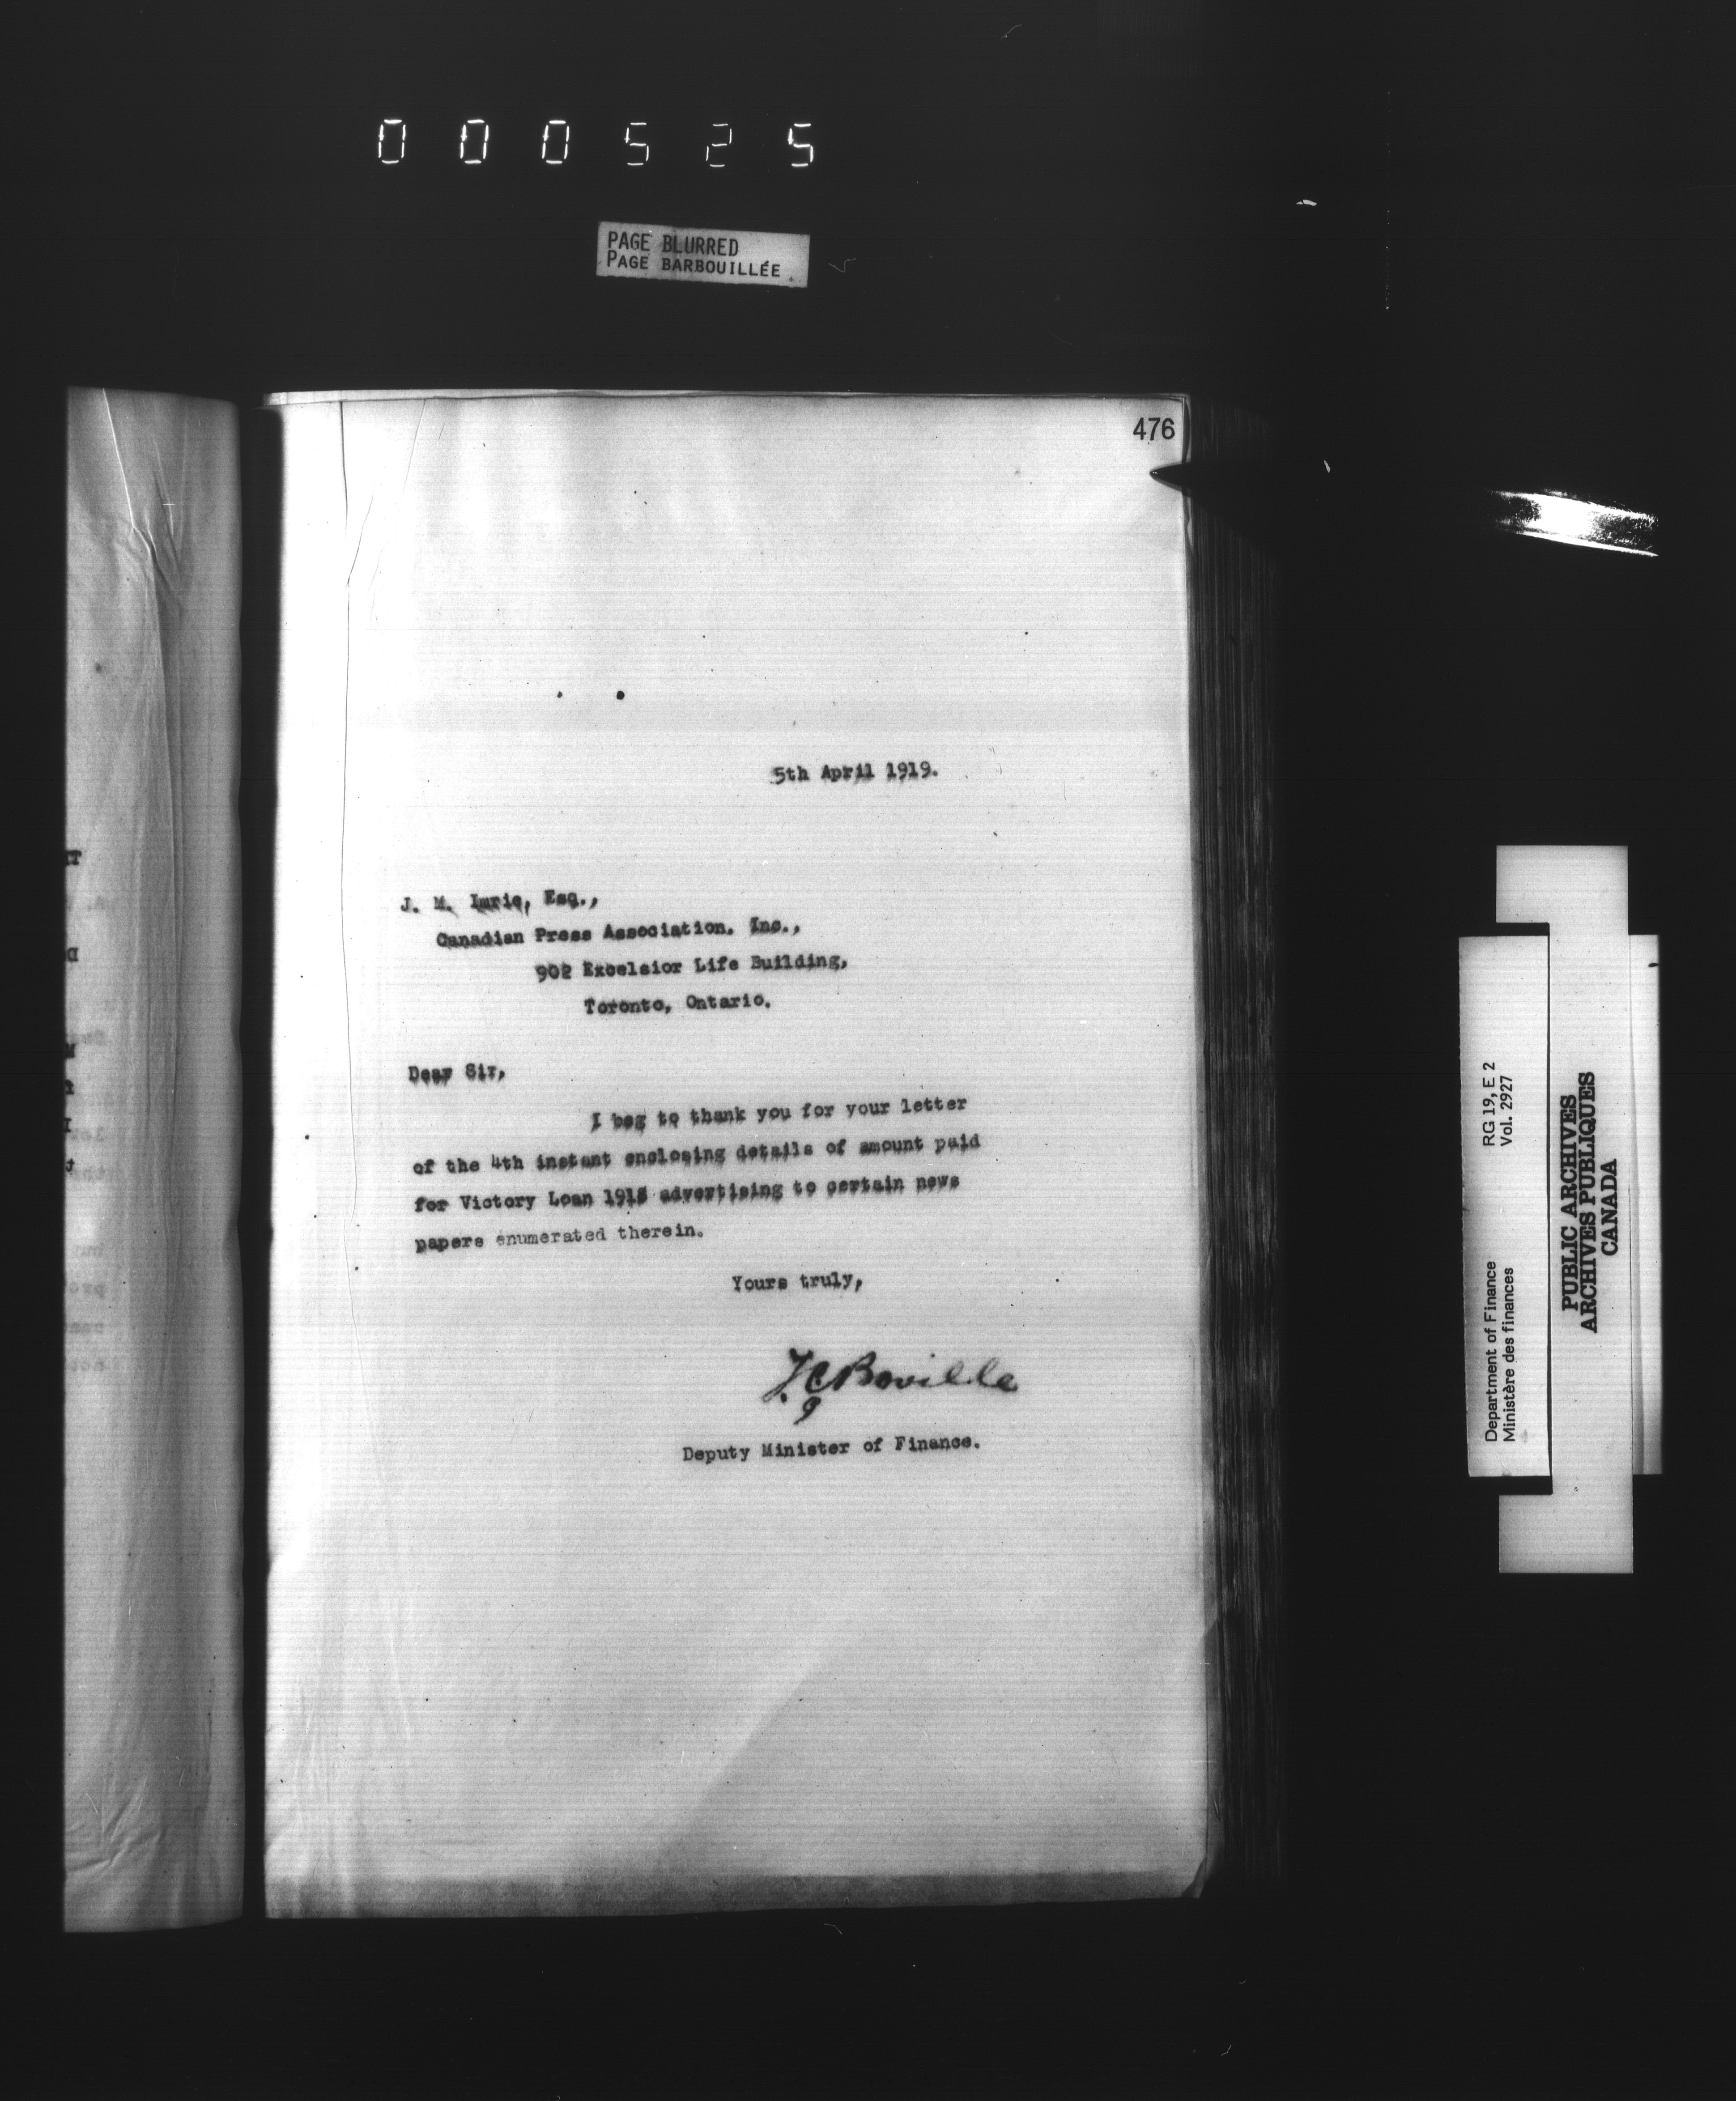 000525
PAGE BLURRED
PAGE BARBOUILLÉE
476
5th April 1919.
J. M. Imrie, Esq.,
Canadian Press Association. Inc.,
902 Excelsior Life Building,
Toronto, Ontario.
Dear Sir,
I beg to thank you for your letter
of the 4th instant enclosing details of amount paid
for Victory Loan 1918 advertising to certain news
papers enumerated therein.
Yours truly,
T.C. Boville
Deputy Minister of Finance.
Department of Finance RG 19, E 2
Ministère des finances Vol. 2927
PUBLIC ARCHIVES
ARCHIVES PUBLIQUES
CANADA